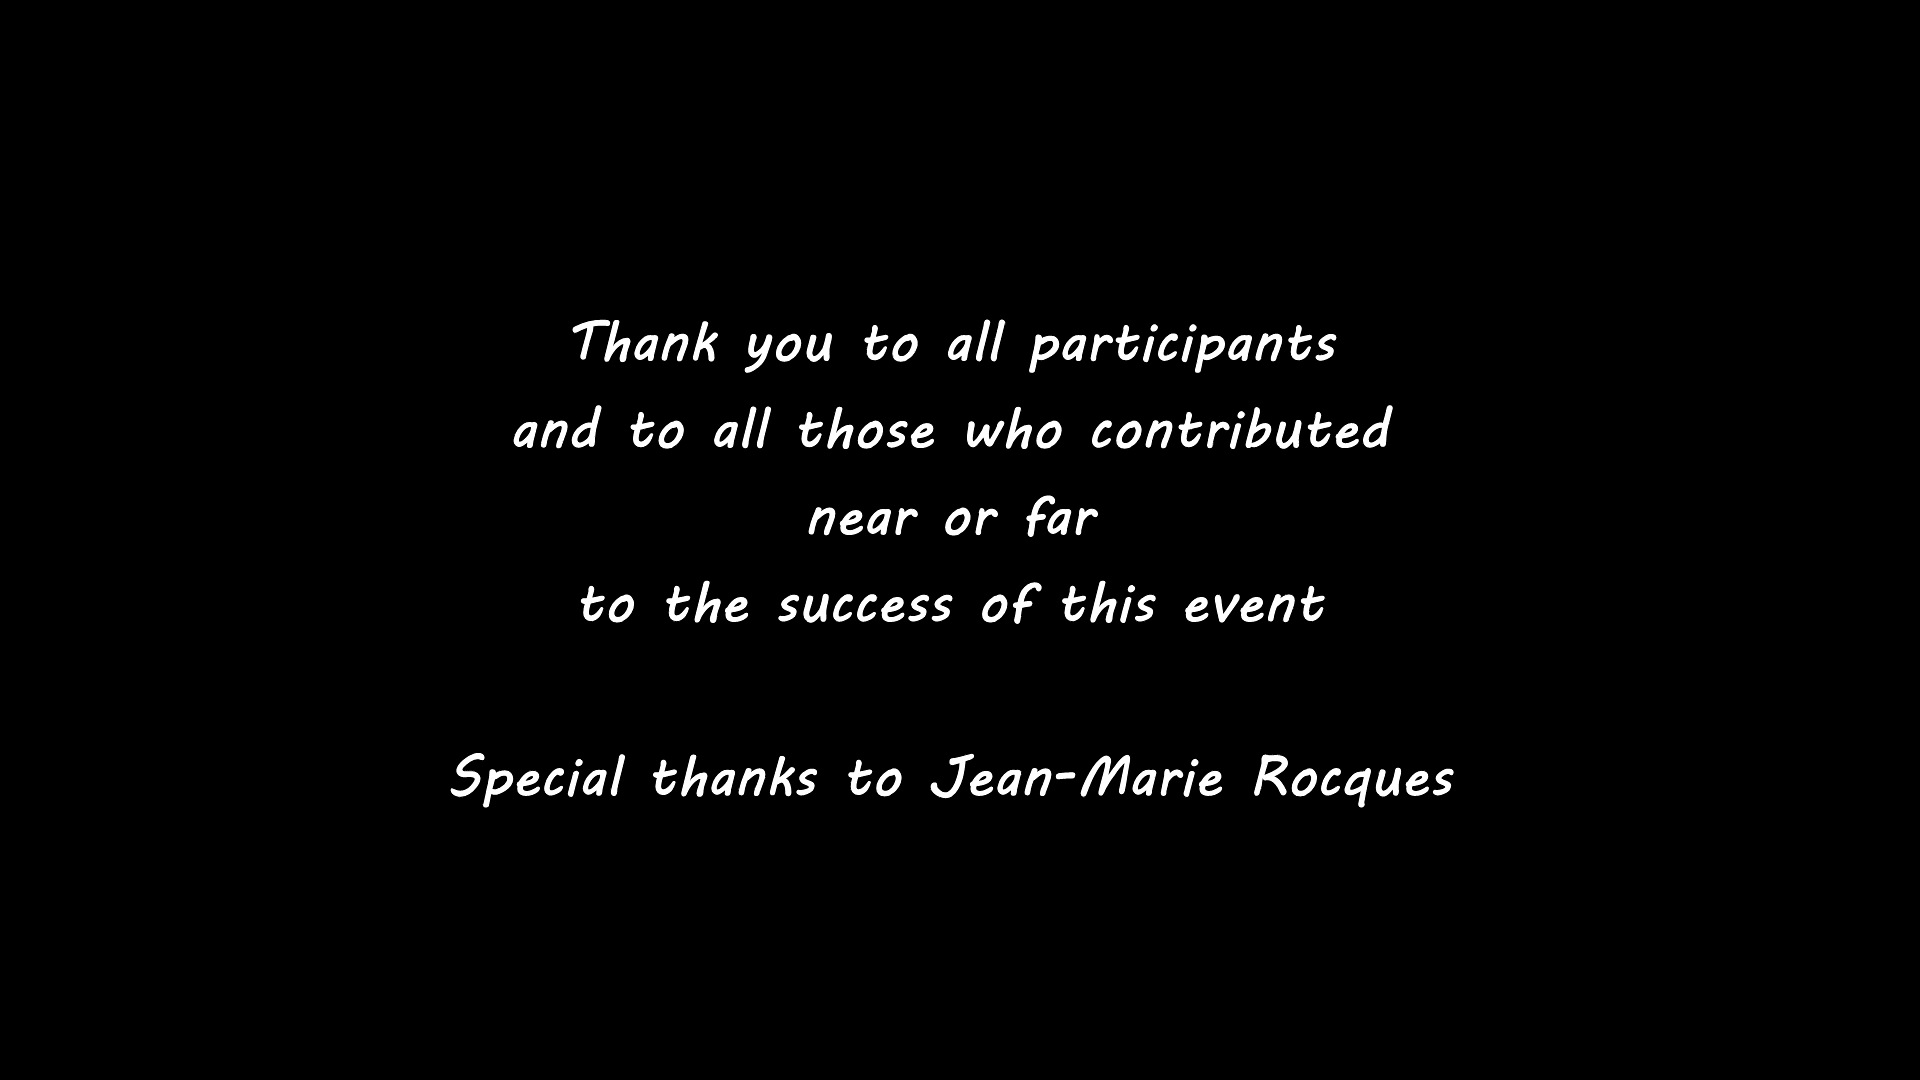 Thank you to all participants
and to all those who contributed
near or far
to the success of this event
Special thanks to Jean-Marie Rocques